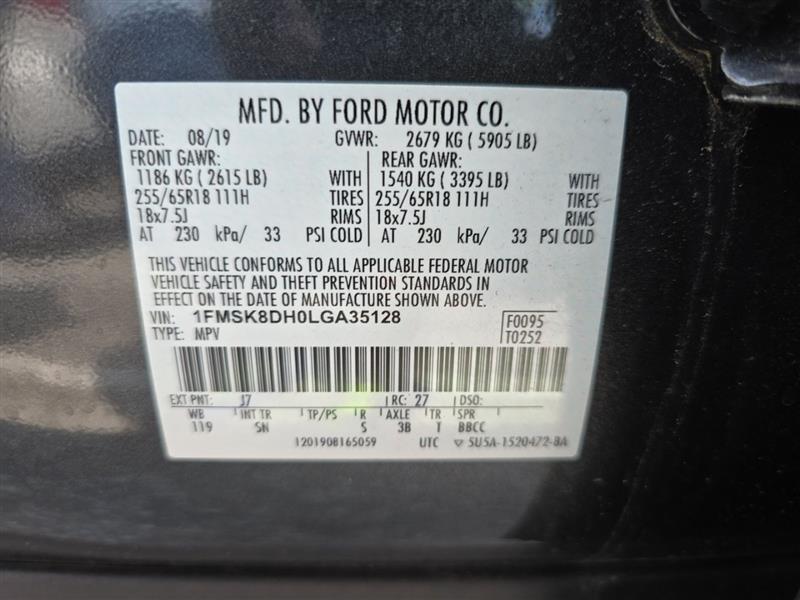 MFD. BY FORD MOTOR CO.
DATE: 08/19 GVWR: 2679 KG ( 5905 LB)
FRONT GAWR: REAR GAWR:
1186 KG ( 2615 LB) WITH 1540 KG ( 3395 LB) WITH
255/65R18 111H TIRES 255/65R18 111H TIRES
18x7.5J RIMS 18x7.5J RIMS
AT 230 kPa/ 33 PSI COLD AT 230 kPa/ 33 PSI COLD
THIS VEHICLE CONFORMS TO ALL APPLICABLE FEDERAL MOTOR
VEHICLE SAFETY AND THEFT PREVENTION STANDARDS IN
EFFECT ON THE DATE OF MANUFACTURE SHOWN ABOVE.
VIN: 1FMSK8DH0LGA35128 F0095
TYPE: MPV T0252
EXT PNT: J7 RC: 27 DSO:
WB INT TR TP/PS R AXLE TR SPR
119 SN S 3B T BBCC
1201908165059 UTC ▽ 5U5A-1520472-BA